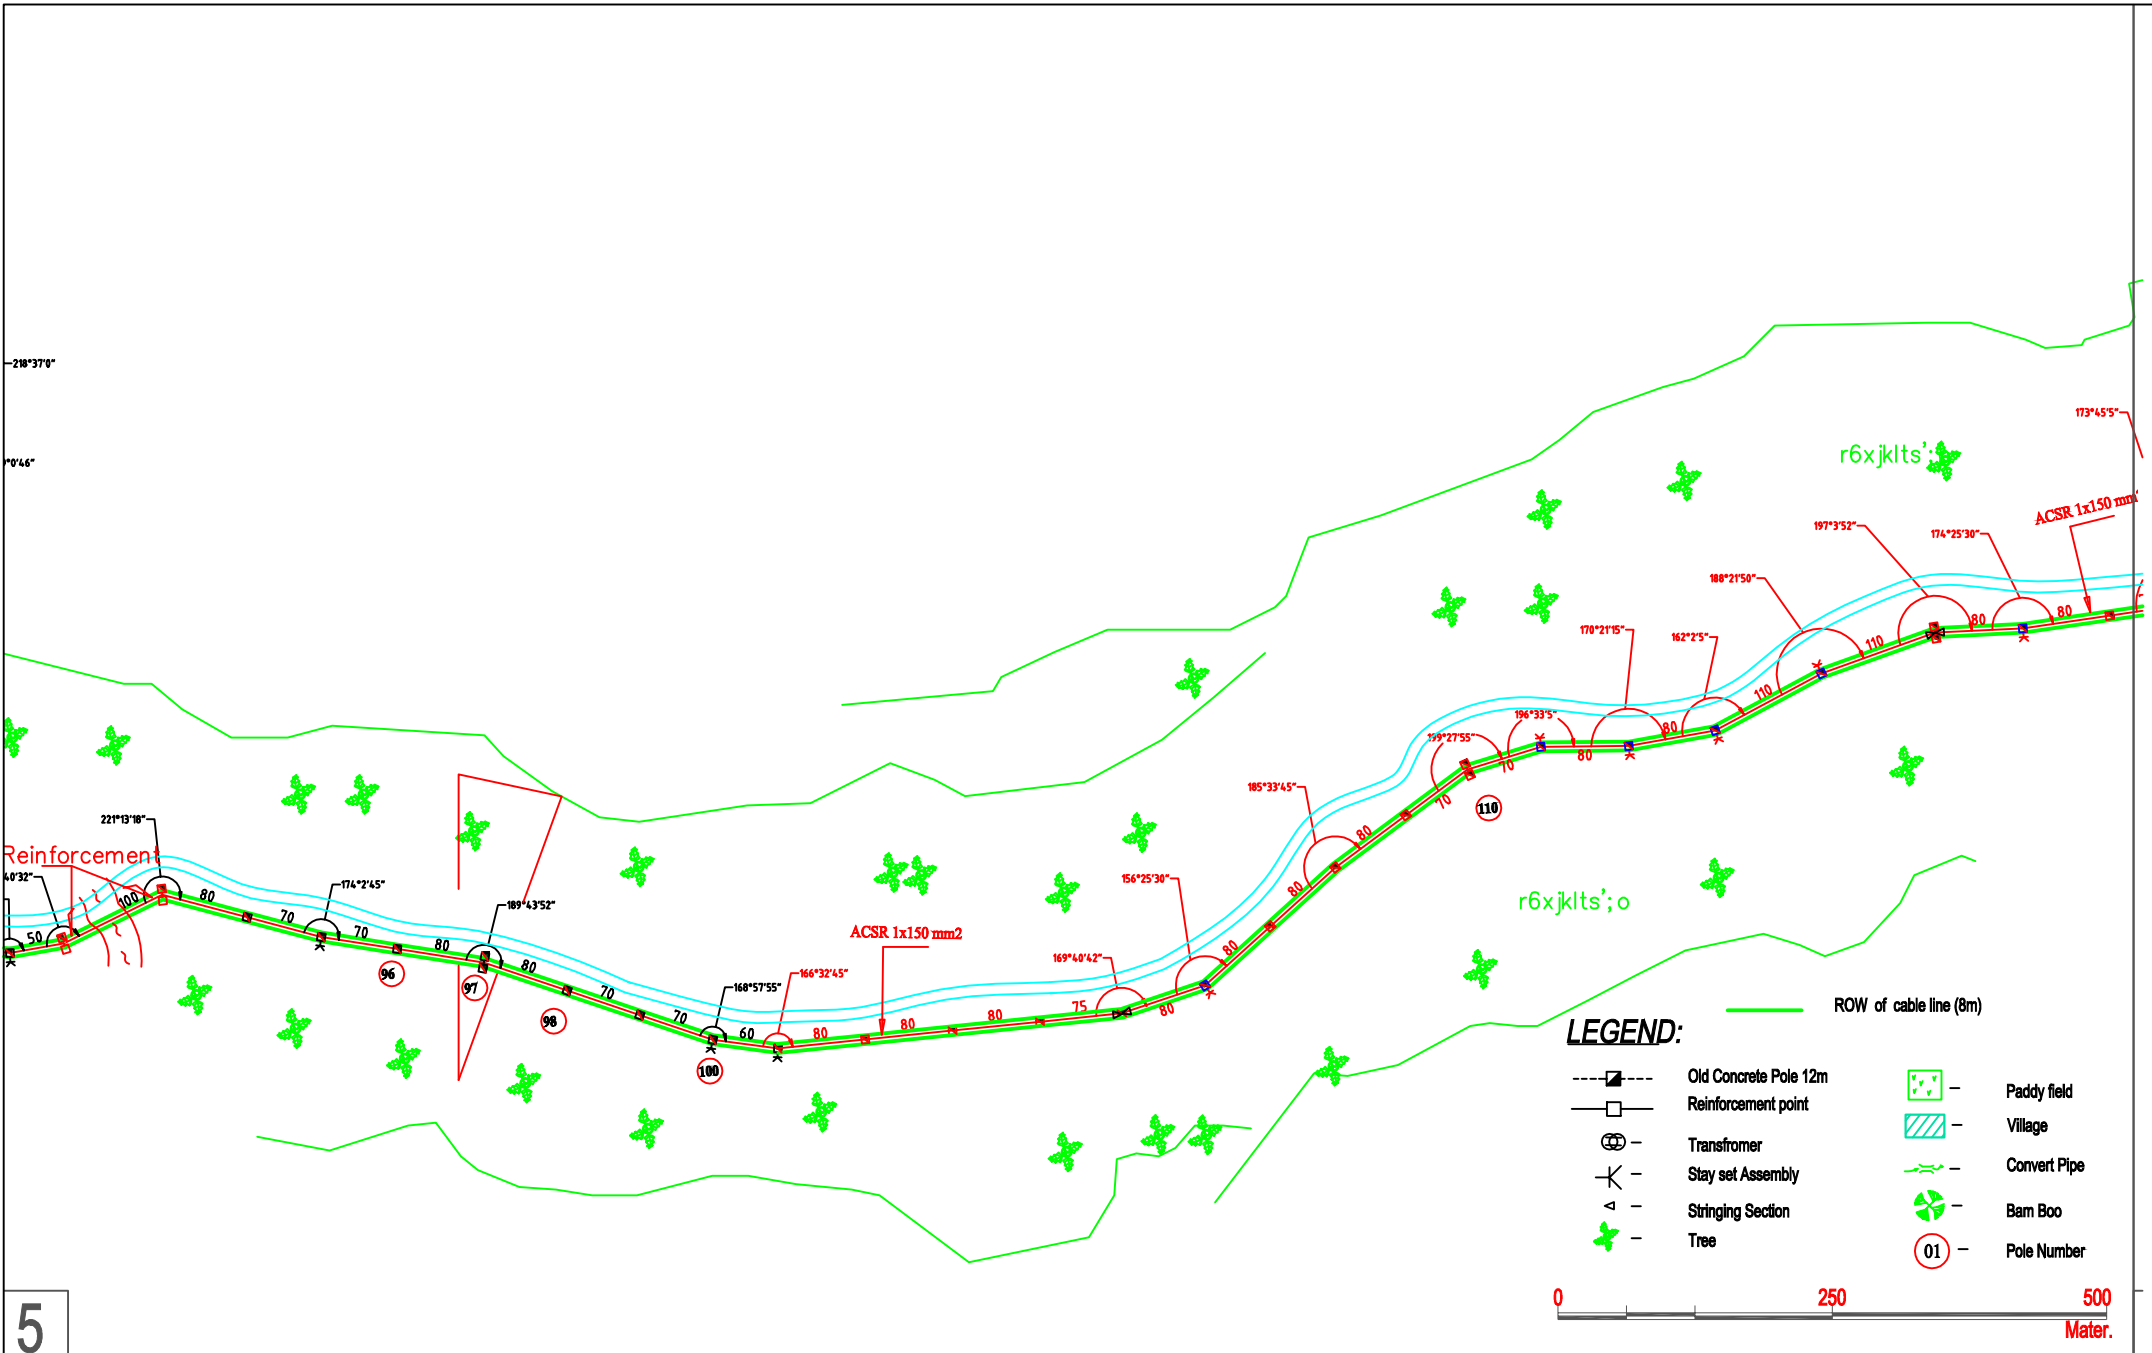 218°37'0"
°0'46"
173°45'5"
r6xjklts';
ACSR 1x150 mm
197°3'52"
174°25'30"
188°21'50"
170°21'15"
162°2'5"
80
80
110
110
196°33'5"
80
199°27'55"
70
80
185°33'45"
70
110
221°13'18"
Reinforcement
40'32"
80
80
100
174°2'45"
156°25'30"
80
r6xjklts';o
189°43'52"
70
70
50
ACSR 1x150 mm2
80
80
169°40'42"
80
96
97
166°32'45"
168°57'55"
70
75
80
ROW of cable line (8m)
98
70
60
80
80
80
100
LEGEND:
Old Concrete Pole 12m
Reinforcement point
Transfromer
Stay set Assembly
Stringing Section
Tree
Paddy field
Village
Convert Pipe
Bam Boo
01
Pole Number
0
250
500
Mater.
5